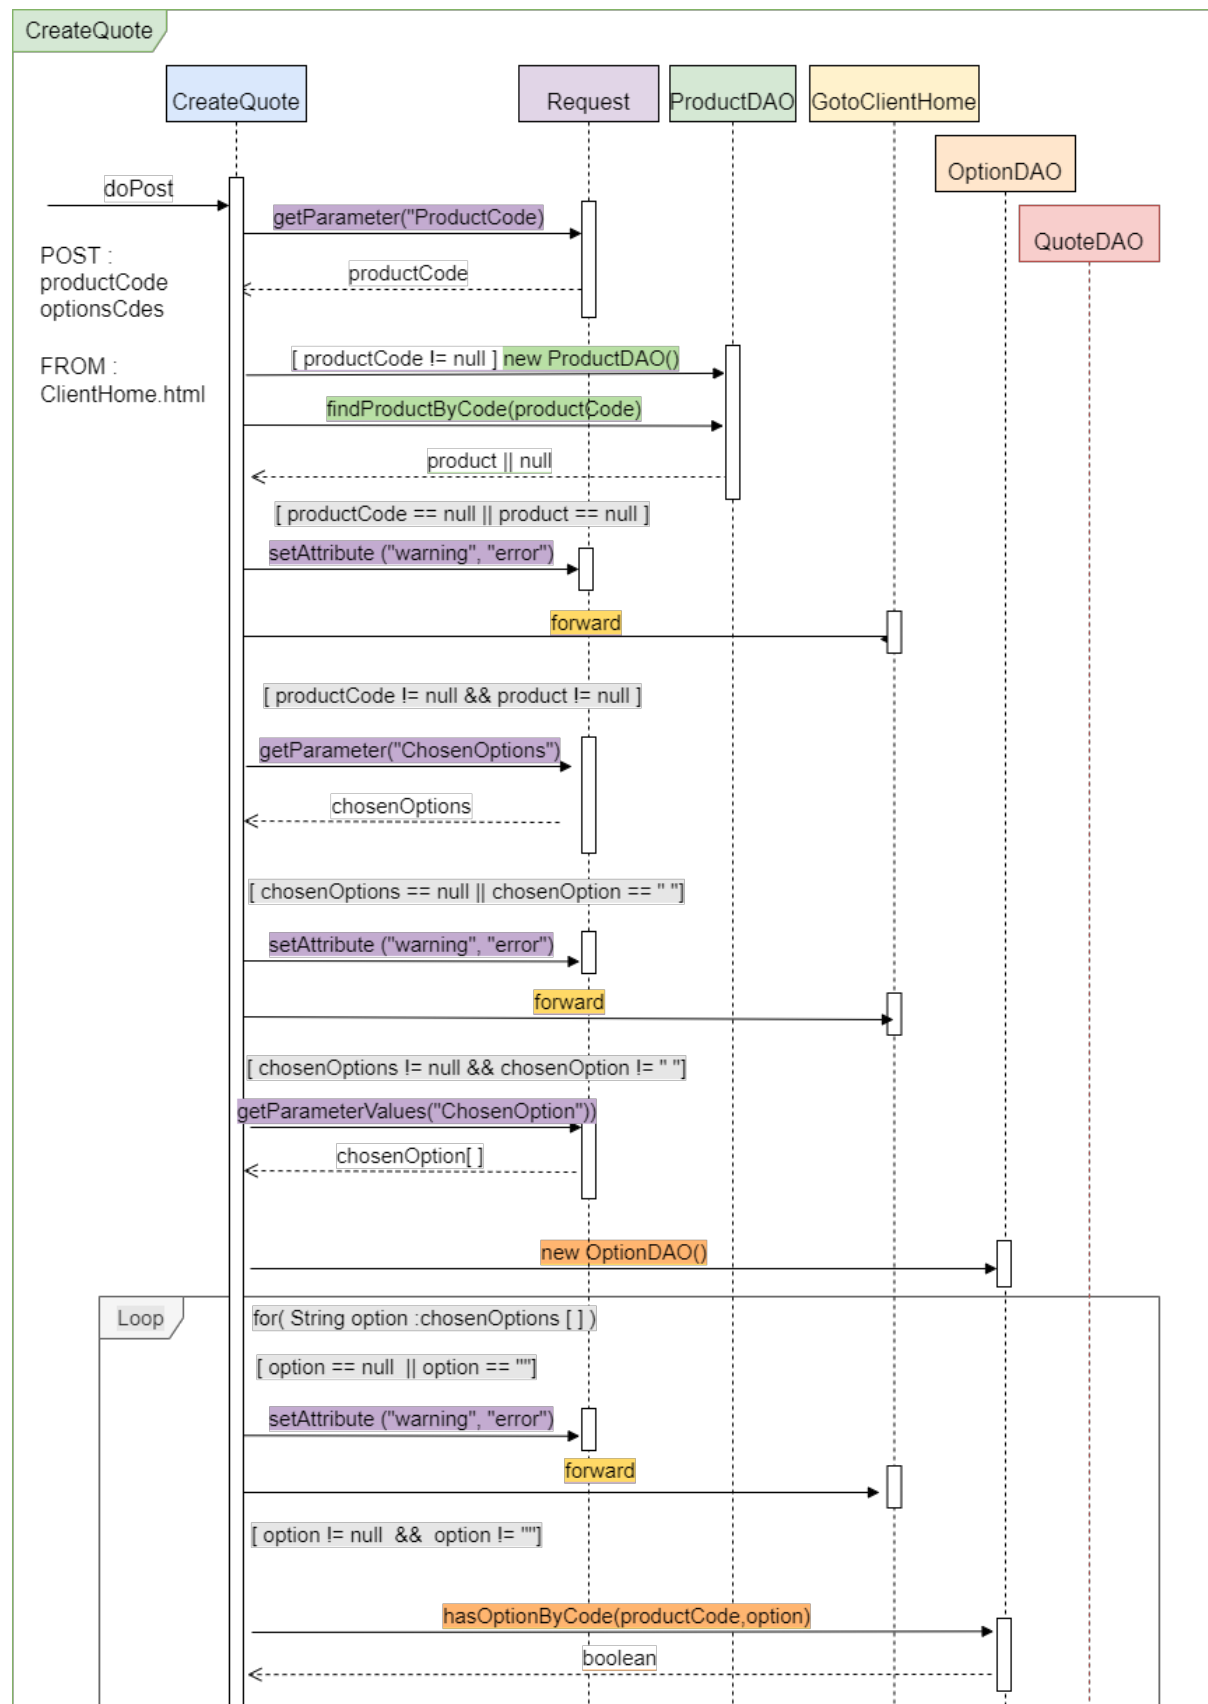 CreateQuote
CreateQuote
Request
ProductDAO
GotoClientHome
OptionDAO
QuoteDAO
doPost
getParameter("ProductCode)
POST :
productCode
optionsCdes
productCode
FROM :
ClientHome.html
[ productCode != null ] new ProductDAO()
findProductByCode(productCode)
product || null
[ productCode == null || product == null ]
setAttribute ("warning", "error")
forward
[ productCode != null && product != null ]
getParameter("ChosenOptions")
chosenOptions
[ chosenOptions == null || chosenOption == " "]
setAttribute ("warning", "error")
forward
[ chosenOptions != null && chosenOption != " "]
getParameterValues("ChosenOption"))
chosenOption[ ]
new OptionDAO()
Loop
for( String option :chosenOptions [ ] )
[ option == null  || option == ""]
setAttribute ("warning", "error")
forward
[ option != null  &&  option != ""]
hasOptionByCode(productCode,option)
boolean